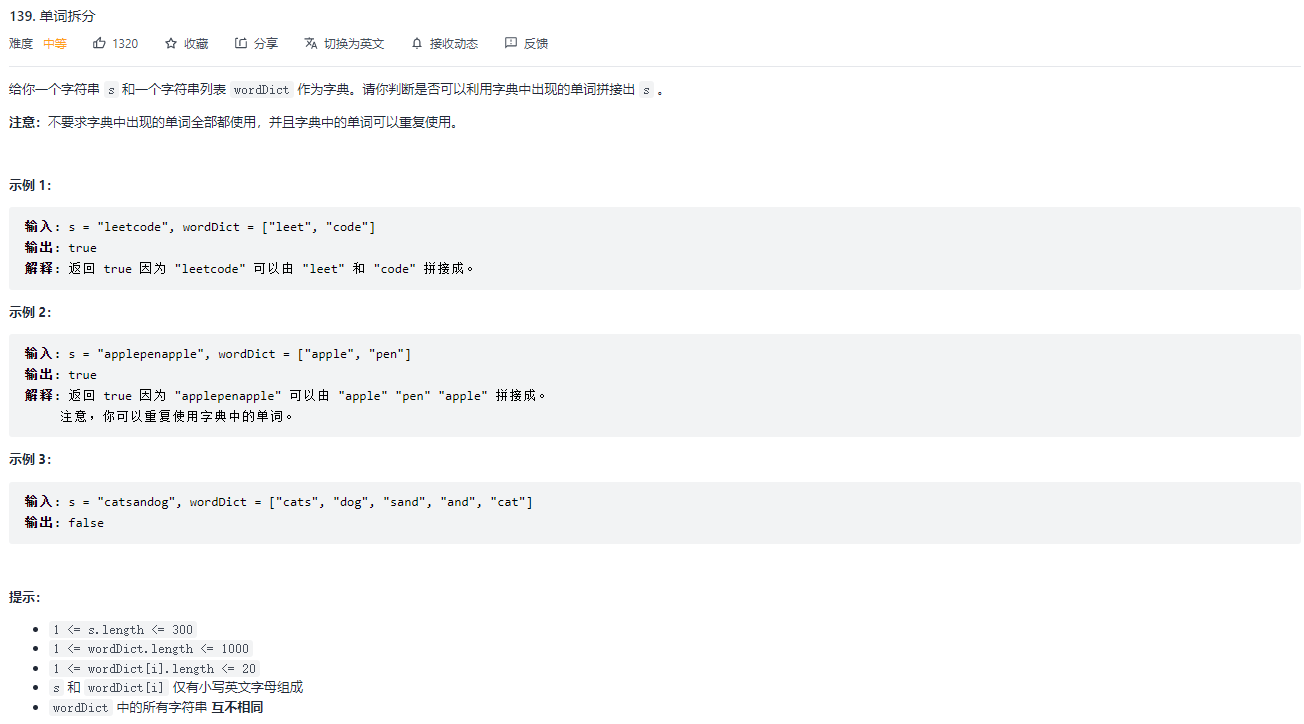 139. 单词拆分
难度 中等 1320 收藏 分享 切换为英文 接收动态 反馈
给你一个字符串 s 和一个字符串列表 wordDict 作为字典。请你判断是否可以利用字典中出现的单词拼接出 s 。
注意：不要求字典中出现的单词全部都使用，并且字典中的单词可以重复使用。
示例 1：
输入: s = "leetcode", wordDict = ["leet", "code"]
输出: true
解释: 返回 true 因为 "leetcode" 可以由 "leet" 和 "code" 拼接成。
示例 2：
输入: s = "applepenapple", wordDict = ["apple", "pen"]
输出: true
解释: 返回 true 因为 "applepenapple" 可以由 "apple" "pen" "apple" 拼接成。
注意，你可以重复使用字典中的单词。
示例 3：
输入: s = "catsandog", wordDict = ["cats", "dog", "sand", "and", "cat"]
输出: false
提示：
1 <= s.length <= 300
1 <= wordDict.length <= 1000
1 <= wordDict[i].length <= 20
s 和 wordDict[i] 仅有小写英文字母组成
wordDict 中的所有字符串 互不相同